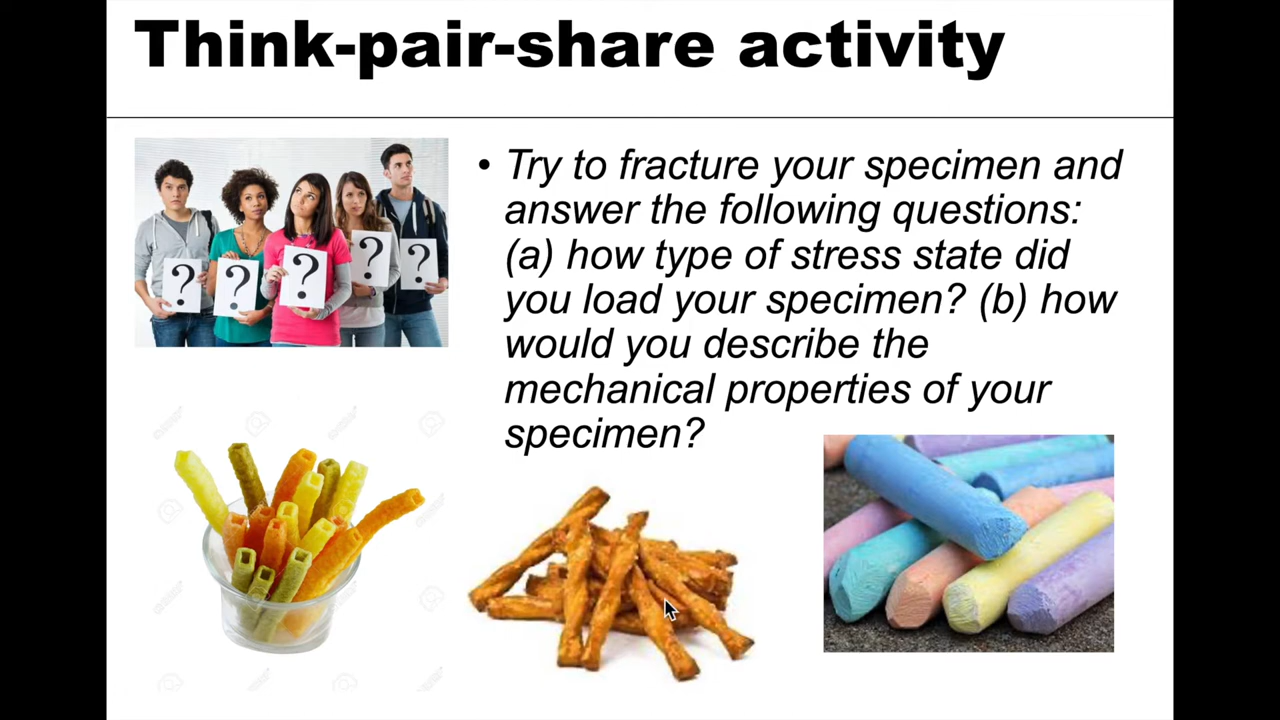 Think-pair-share activity
• Try to fracture your specimen and
answer the following questions:
(a) how type of stress state did
you load your specimen? (b) how
would you describe the
mechanical properties of your
specimen?
? ? ? ? ?